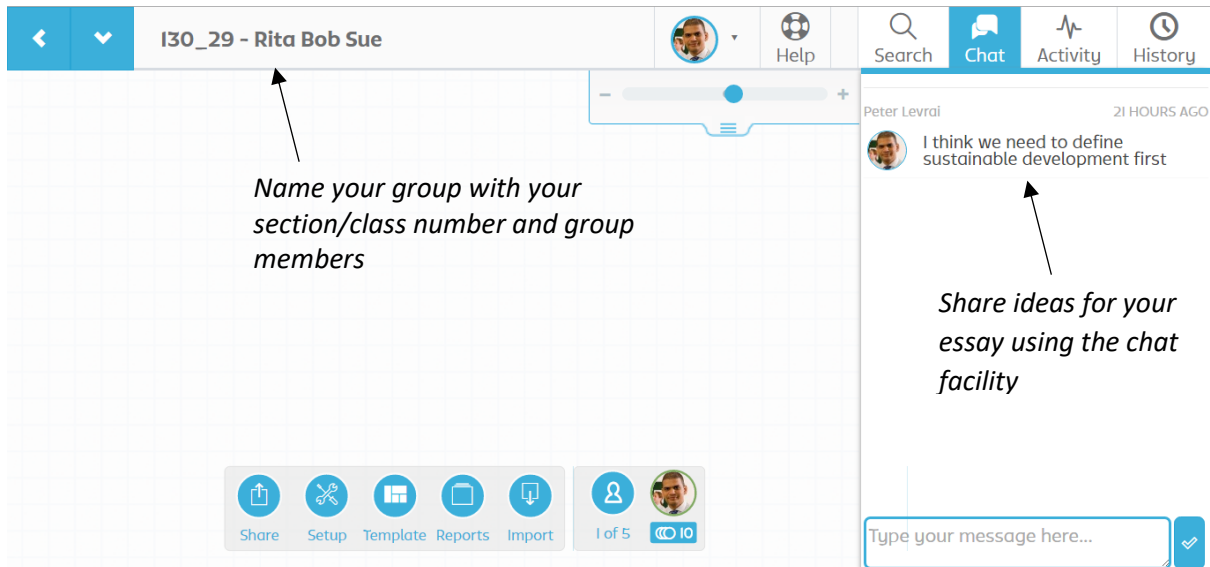 I30_29 - Rita Bob Sue
Help
Search
Chat
Activity
History
Peter Levrai
21 HOURS AGO
I think we need to define
sustainable development first
Name your group with your
section/class number and group
members
Share ideas for your
essay using the chat
facility
Share
Setup
Template
Reports
Import
1 of 5
10
Type your message here...